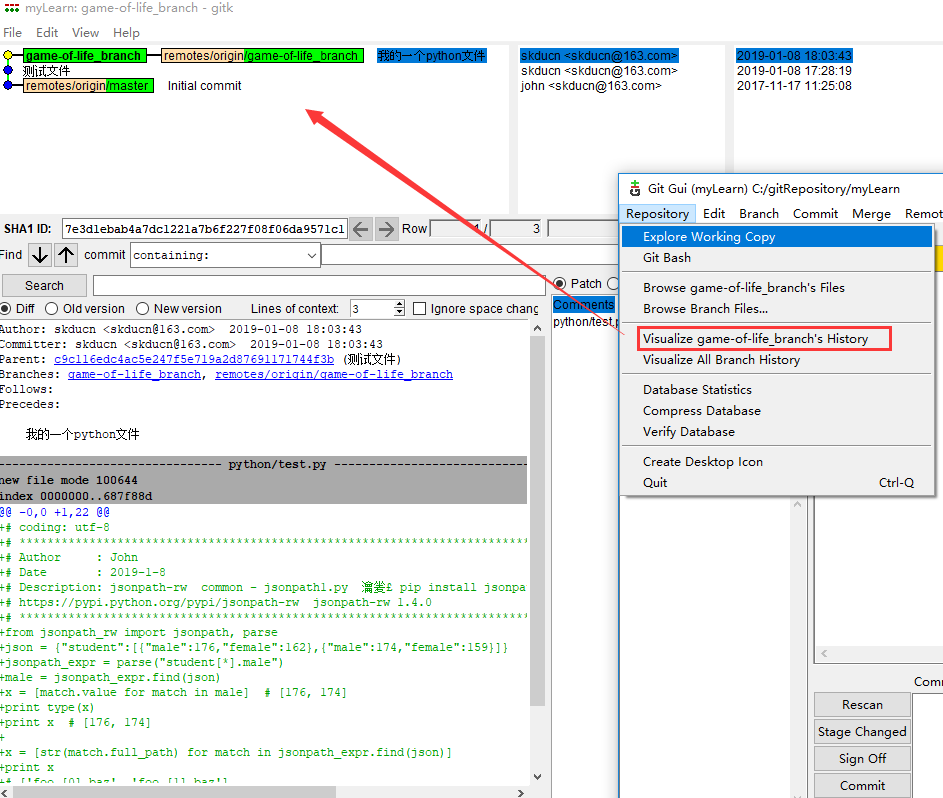 myLearn: game-of-life_branch - gitk
File Edit View Help
game-of-life_branch remotes/origin/game-of-life_branch 我的一个python文件 skducn <skducn@163.com> 2019-01-08 18:03:43
测试文件 skducn <skducn@163.com> 2019-01-08 17:28:19
remotes/origin/master Initial commit john <skducn@163.com> 2017-11-17 11:25:08
SHA1 ID: 7e3d1ebab4a7dc1221a7b6f227f08f06da9571c1 Row / 3
Find commit containing:
Search
Diff Old version New version Lines of context: 3 Ignore space chang
Patch
Comments
python/test.p
Author: skducn <skducn@163.com> 2019-01-08 18:03:43
Committer: skducn <skducn@163.com> 2019-01-08 18:03:43
Parent: c9c116edc4ac5e247f5e719a2d87691171744f3b (测试文件)
Branches: game-of-life_branch, remotes/origin/game-of-life_branch
Follows:
Precedes:
我的一个python文件
-------------------------------- python/test.py ----------------------------
new file mode 100644
index 0000000..687f88d
@@ -0,0 +1,22 @@
+# coding: utf-8
+# *************************************************************************
+# Author : John
+# Date : 2019-1-8
+# Description: jsonpath-rw common - jsonpath1.py pip install jsonpa
+# https://pypi.python.org/pypi/jsonpath-rw jsonpath-rw 1.4.0
+# *************************************************************************
+from jsonpath_rw import jsonpath, parse
+json = {"student":[{"male":176,"female":162},{"male":174,"female":159}]}
+jsonpath_expr = parse("student[*].male")
+male = jsonpath_expr.find(json)
+x = [match.value for match in male] # [176, 174]
+print type(x)
+print x # [176, 174]
+
+x = [str(match.full_path) for match in jsonpath_expr.find(json)]
+print x
+# ['foo.[0].baz', 'foo.[1].baz']
Git Gui (myLearn) C:/gitRepository/myLearn
Repository Edit Branch Commit Merge Remot
Explore Working Copy
Git Bash
Browse game-of-life_branch's Files
Browse Branch Files...
Visualize game-of-life_branch's History
Visualize All Branch History
Database Statistics
Compress Database
Verify Database
Create Desktop Icon
Quit Ctrl-Q
Com
Rescan
Stage Changed
Sign Off
Commit